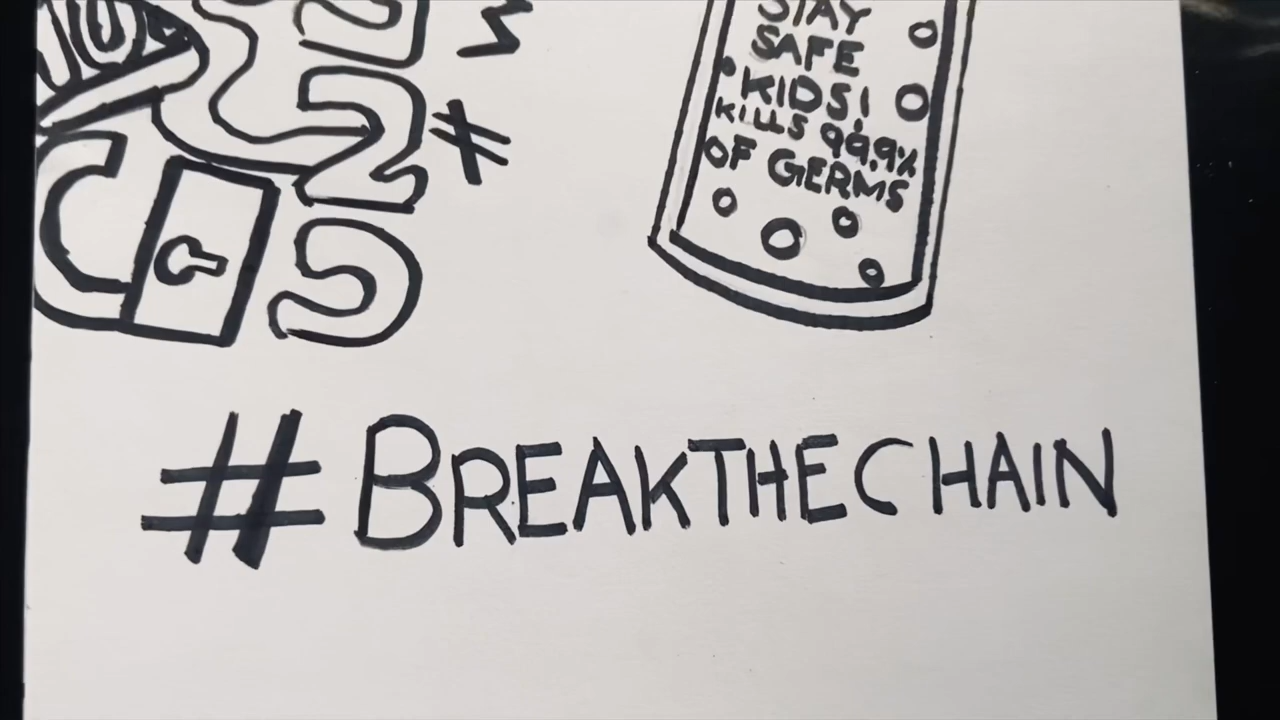 STAY
SAFE
KIDS!
KILLS 99.9%
OF GERMS
#BREAKTHECHAIN